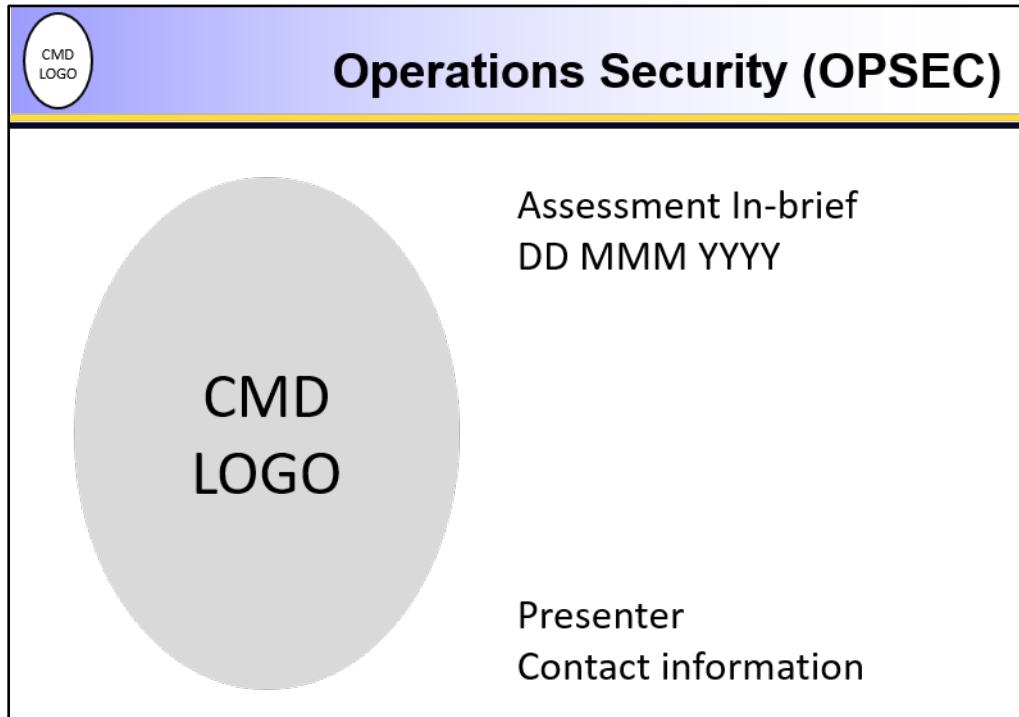 CMD
LOGO
Operations Security (OPSEC)
Assessment In-brief
DD MMM YYYY
CMD
LOGO
Presenter
Contact information